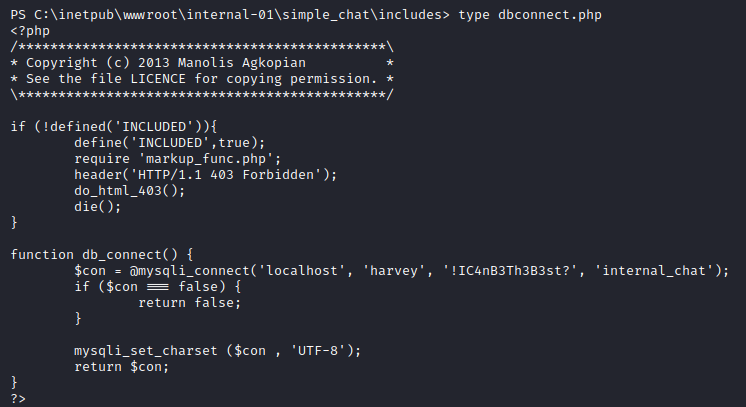 PS C:\inetpub\wwwroot\internal-01\simple_chat\includes> type dbconnect.php
<?php
/***********************************************\
* Copyright (c) 2013 Manolis Agkopian          *
* See the file LICENCE for copying permission. *
\***********************************************/

if (!defined('INCLUDED')){
        define('INCLUDED',true);
        require 'markup_func.php';
        header('HTTP/1.1 403 Forbidden');
        do_html_403();
        die();
}

function db_connect() {
        $con = @mysqli_connect('localhost', 'harvey', '!IC4nB3Th3B3st?', 'internal_chat');
        if ($con === false) {
                return false;
        }

        mysqli_set_charset ($con , 'UTF-8');
        return $con;
}
?>